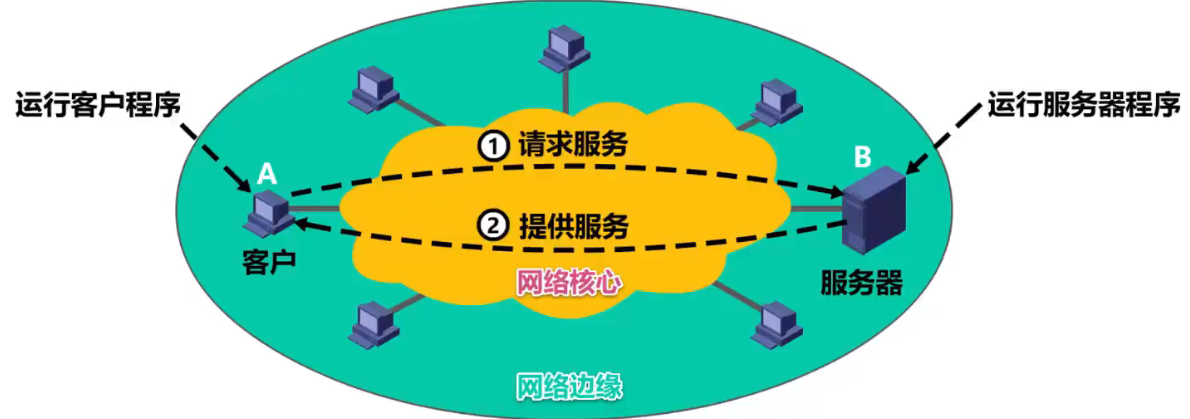 运行客户程序
运行服务器程序
① 请求服务
A
B
② 提供服务
客户
服务器
网络核心
网络边缘